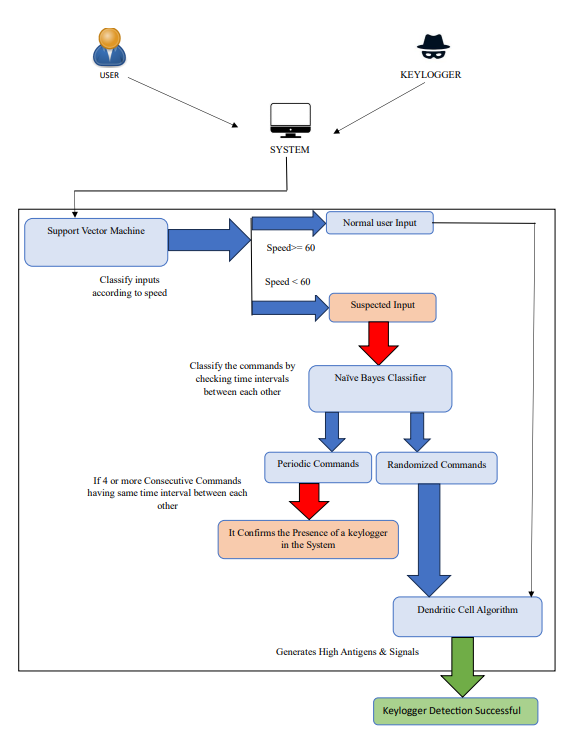 USER
KEYLOGGER
SYSTEM
Support Vector Machine
Normal user Input
Speed>= 60
Classify inputs
according to speed
Speed < 60
Suspected Input
Classify the commands by
checking time intervals
between each other
Naïve Bayes Classifier
Periodic Commands
Randomized Commands
If 4 or more Consecutive Commands
having same time interval between each
other
It Confirms the Presence of a keylogger
in the System
Dendritic Cell Algorithm
Generates High Antigens & Signals
Keylogger Detection Successful